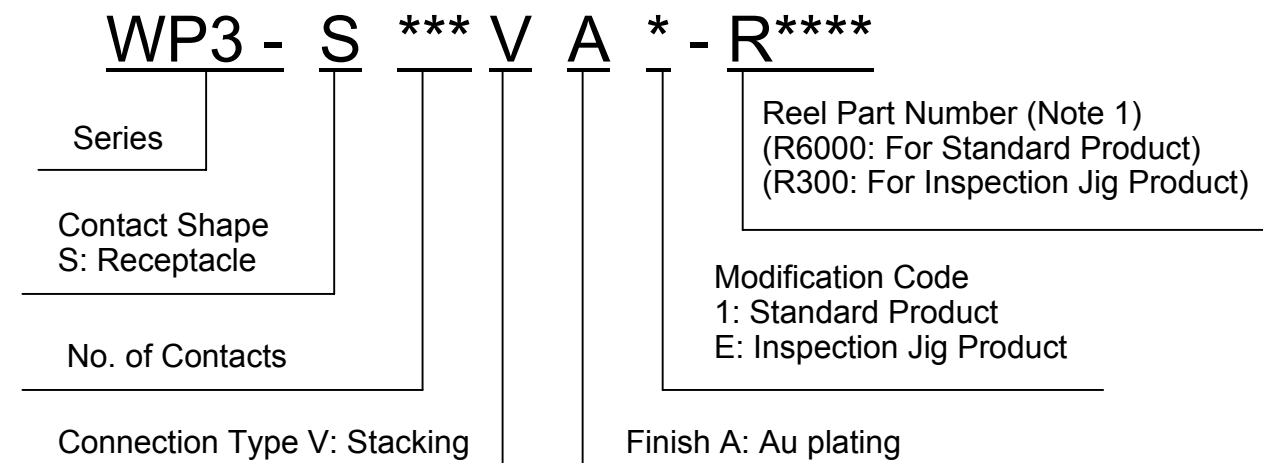 WP3 - S *** V A * - R****
Series
Reel Part Number (Note 1)
(R6000: For Standard Product)
(R300: For Inspection Jig Product)
Contact Shape
S: Receptacle
Modification Code
1: Standard Product
E: Inspection Jig Product
No. of Contacts
Connection Type V: Stacking
Finish A: Au plating